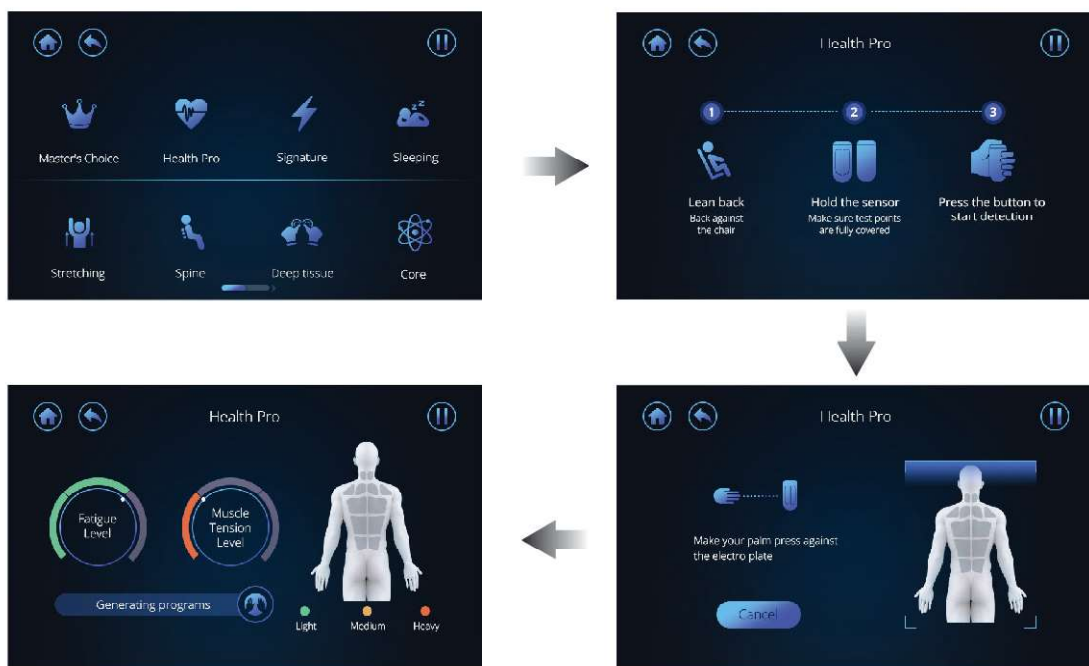 Master's Choice
Health Pro
Signature
Sleeping
Stretching
Spine
Deep tissue
Core
Health Pro
1
2
3
Lean back
Hold the sensor
Press the button to
Back against
Make sure test points
start detection
the chair
are fully covered
Health Pro
Make your palm press against
the electro plate
Cancel
Health Pro
Fatigue
Level
Muscle
Tension
Level
Generating programs
Light
Medium
Heavy